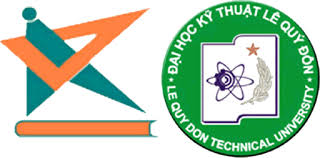 ĐẠI HỌC KỸ THUẬT LÊ QUÝ ĐÔN
LE QUY DON TECHNICAL UNIVERSITY